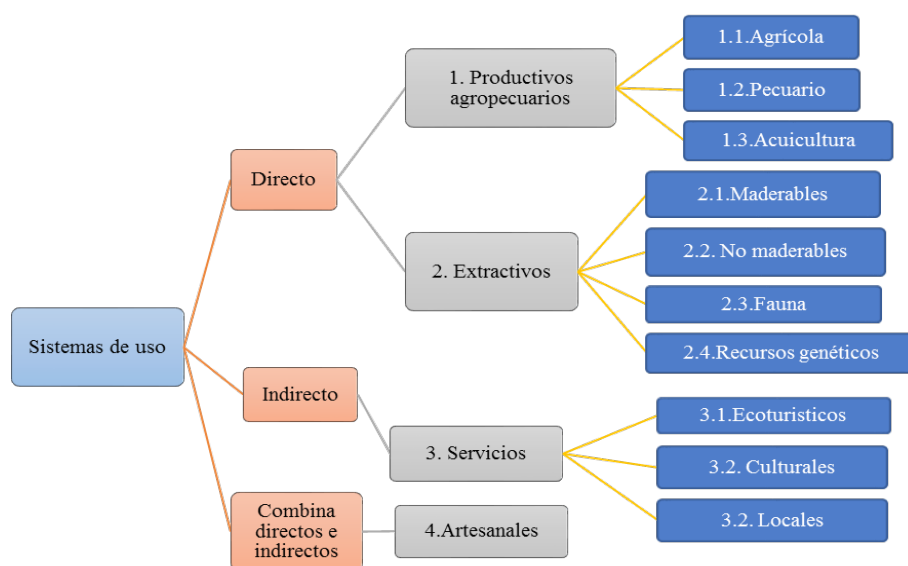 Sistemas de uso
Directo
1. Productivos
agropecuarios
1.1.Agrícola
1.2.Pecuario
1.3.Acuicultura
2. Extractivos
2.1.Maderables
2.2. No maderables
2.3.Fauna
2.4.Recursos genéticos
Indirecto
3. Servicios
3.1.Ecoturisticos
3.2. Culturales
3.2. Locales
Combina
directos e
indirectos
4.Artesanales